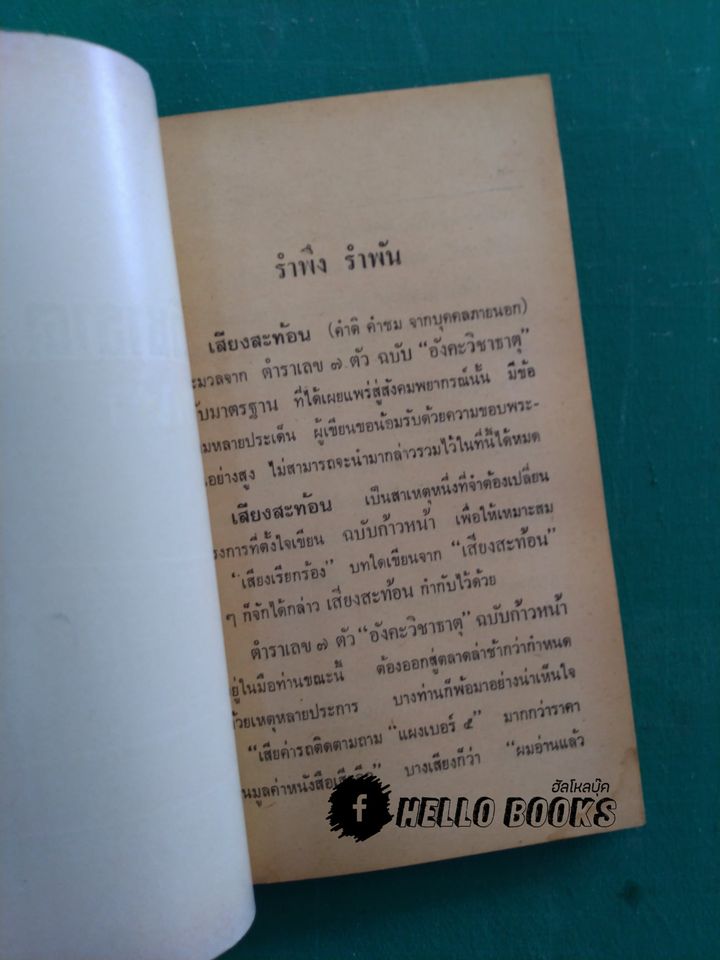 รำพึง รำพัน
เสียงสะท้อน (คำติ คำชม จากบุคคลภายนอก)
ะมวลจาก ตำราเลข ๗ ตัว ฉบับ “อังคะวิชาธาตุ”
ับมาตรฐาน ที่ได้เผยแพร่สู่สังคมพยากรณ์นั้น มีข้อ
มหลายประเด็น ผู้เขียนขอน้อมรับด้วยความขอบพระ-
อย่างสูง ไม่สามารถจะนำมากล่าวรวมไว้ในที่นี้ได้หมด
เสียงสะท้อน เป็นสาเหตุหนึ่งที่จำต้องเปลี่ยน
รงการที่ตั้งใจเขียน ฉบับก้าวหน้า เพื่อให้เหมาะสม
“เสียงเรียกร้อง” บทใดเขียนจาก “เสียงสะท้อน”
ๆ ก็จักได้กล่าว เสียงสะท้อน กำกับไว้ด้วย
ตำราเลข ๗ ตัว “อังคะวิชาธาตุ” ฉบับก้าวหน้า
ยู่ในมือท่านขณะนี้ ต้องออกสู่ตลาดล่าช้ากว่ากำหนด
้วยเหตุหลายประการ บางท่านก็พ้อมาอย่างน่าเห็นใจ
“เสียค่ารถติดตามถาม “แผงเบอร์ ๕” มากกว่าราคา
นมูลค่าหนังสือ บางเสียงก็ว่า “ผมอ่านแล้ว
ฮัลโหลบุ๊ค
f HELLO BOOKS